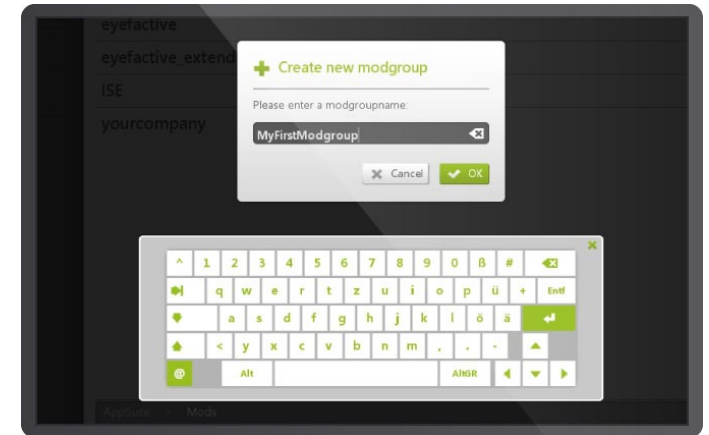 eyefactive
eyefactive_extend
ISE
yourcompany
Create new modgroup
Please enter a modgroupname:
MyFirstModgroup
Cancel OK
^ 1 2 3 4 5 6 7 8 9 0 ß #
q w e r t z u i o p ü + Entf
a s d f g h j k l ö ä
< y x c v b n m , . -
@ Alt AltGR
AppSuite > Mods